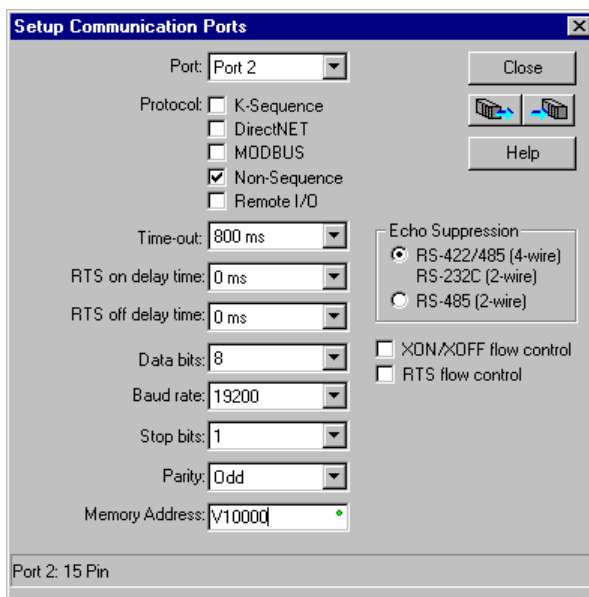 Setup Communication Ports
Port: Port 2
Close
Protocol: K-Sequence
DirectNET
MODBUS
Help
Non-Sequence
Remote I/O
Time-out: 800 ms
Echo Suppression
RS-422/485 (4-wire)
RS-232C (2-wire)
RTS on delay time: 0 ms
RS-485 (2-wire)
RTS off delay time: 0 ms
XON/XOFF flow control
Data bits: 8
RTS flow control
Baud rate: 19200
Stop bits: 1
Parity: Odd
Memory Address: V10000
Port 2: 15 Pin